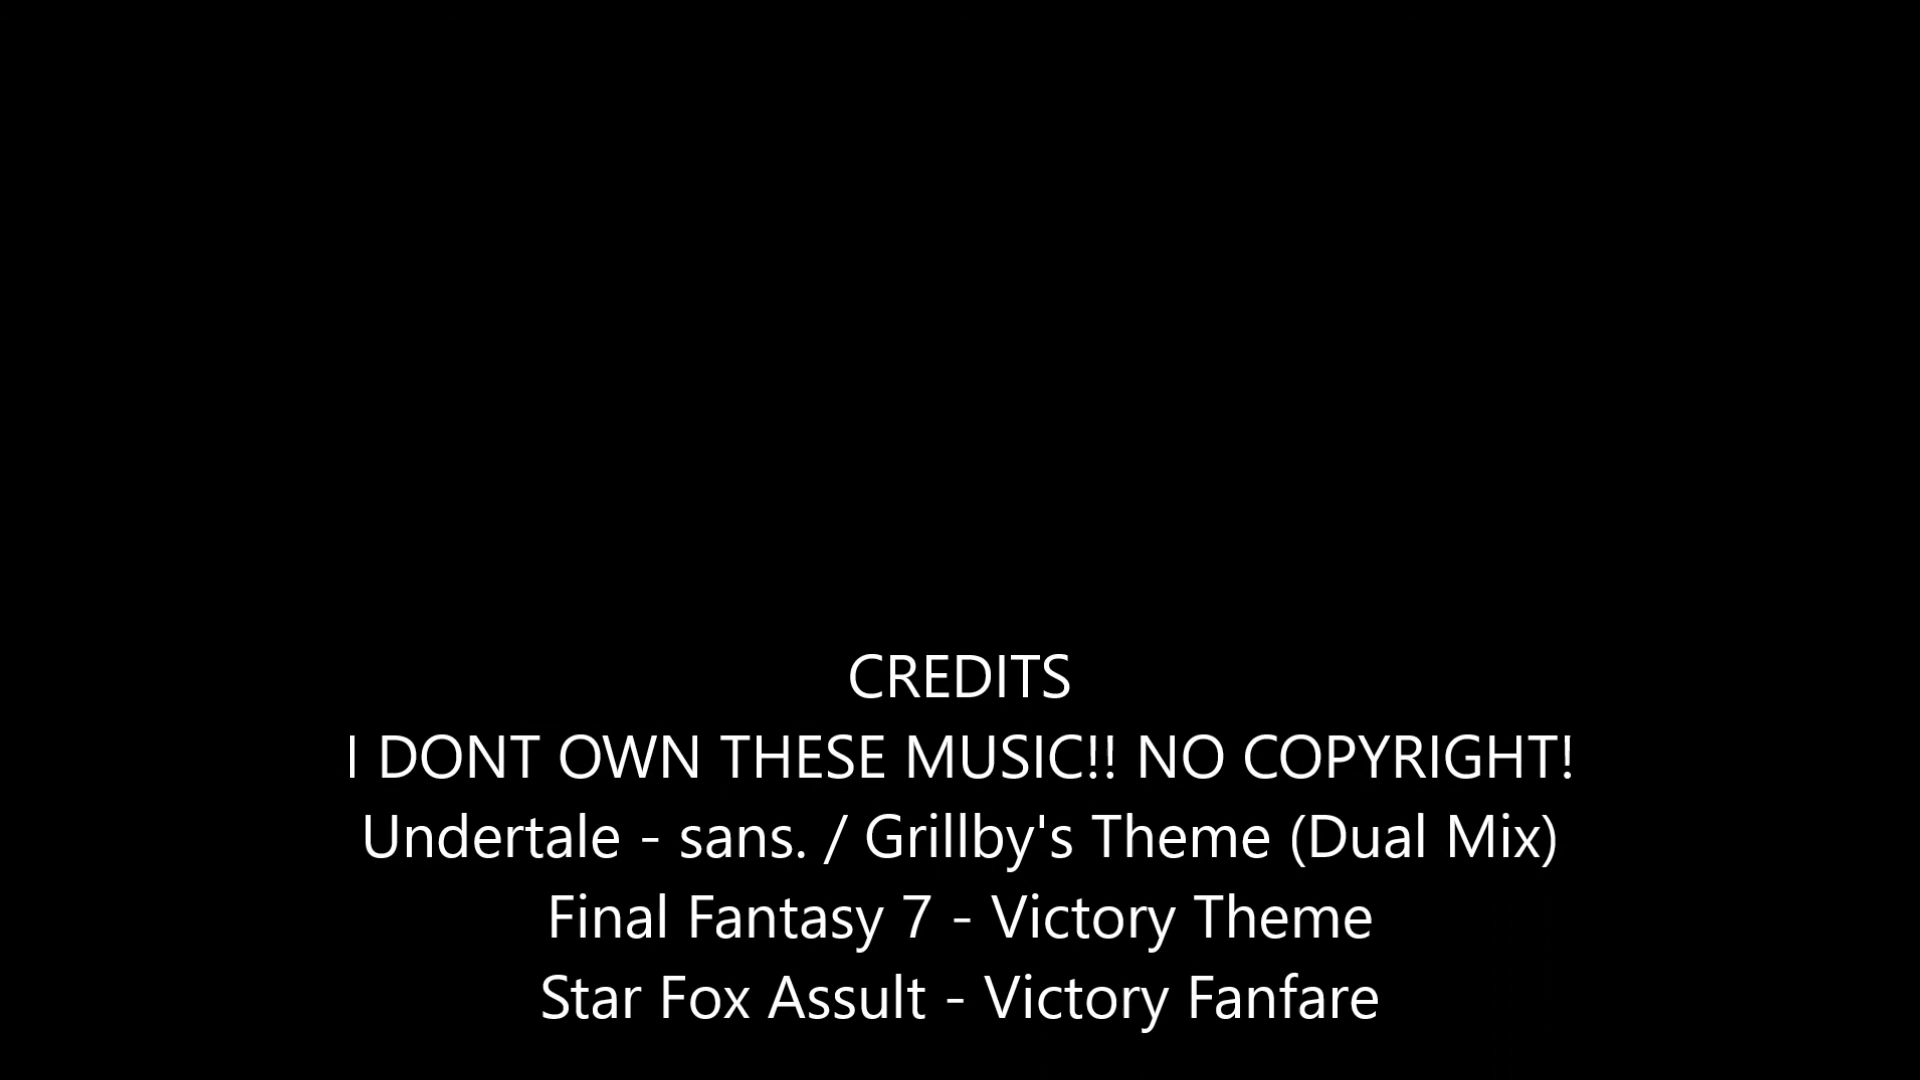 CREDITS
I DONT OWN THESE MUSIC!! NO COPYRIGHT!
Undertale - sans. / Grillby's Theme (Dual Mix)
Final Fantasy 7 - Victory Theme
Star Fox Assult - Victory Fanfare